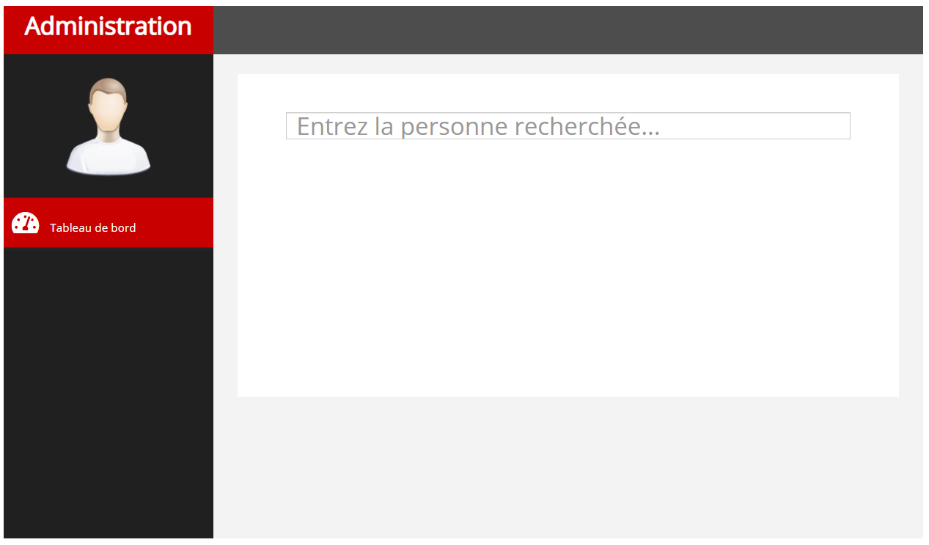 Administration
Entrez la personne recherchée...
Tableau de bord